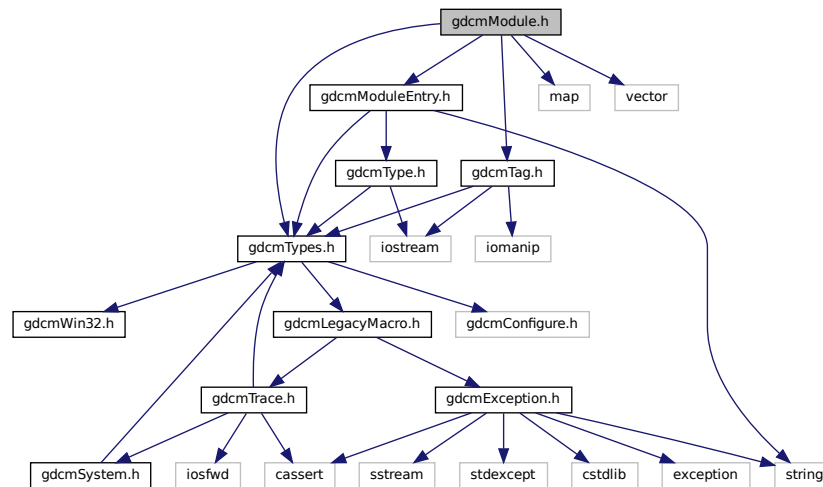 gdcmModule.h
gdcmModuleEntry.h
map
vector
gdcmType.h
gdcmTag.h
gdcmTypes.h
iostream
iomanip
gdcmWin32.h
gdcmLegacyMacro.h
gdcmConfigure.h
gdcmTrace.h
gdcmException.h
gdcmSystem.h
iosfwd
cassert
sstream
stdexcept
cstdlib
exception
string